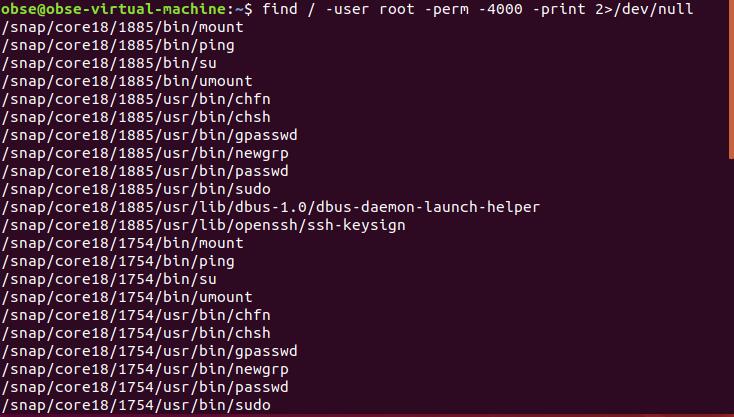 obse@obse-virtual-machine:~$ find / -user root -perm -4000 -print 2>/dev/null
/snap/core18/1885/bin/mount
/snap/core18/1885/bin/ping
/snap/core18/1885/bin/su
/snap/core18/1885/bin/umount
/snap/core18/1885/usr/bin/chfn
/snap/core18/1885/usr/bin/chsh
/snap/core18/1885/usr/bin/gpasswd
/snap/core18/1885/usr/bin/newgrp
/snap/core18/1885/usr/bin/passwd
/snap/core18/1885/usr/bin/sudo
/snap/core18/1885/usr/lib/dbus-1.0/dbus-daemon-launch-helper
/snap/core18/1885/usr/lib/openssh/ssh-keysign
/snap/core18/1754/bin/mount
/snap/core18/1754/bin/ping
/snap/core18/1754/bin/su
/snap/core18/1754/bin/umount
/snap/core18/1754/usr/bin/chfn
/snap/core18/1754/usr/bin/chsh
/snap/core18/1754/usr/bin/gpasswd
/snap/core18/1754/usr/bin/newgrp
/snap/core18/1754/usr/bin/passwd
/snap/core18/1754/usr/bin/sudo